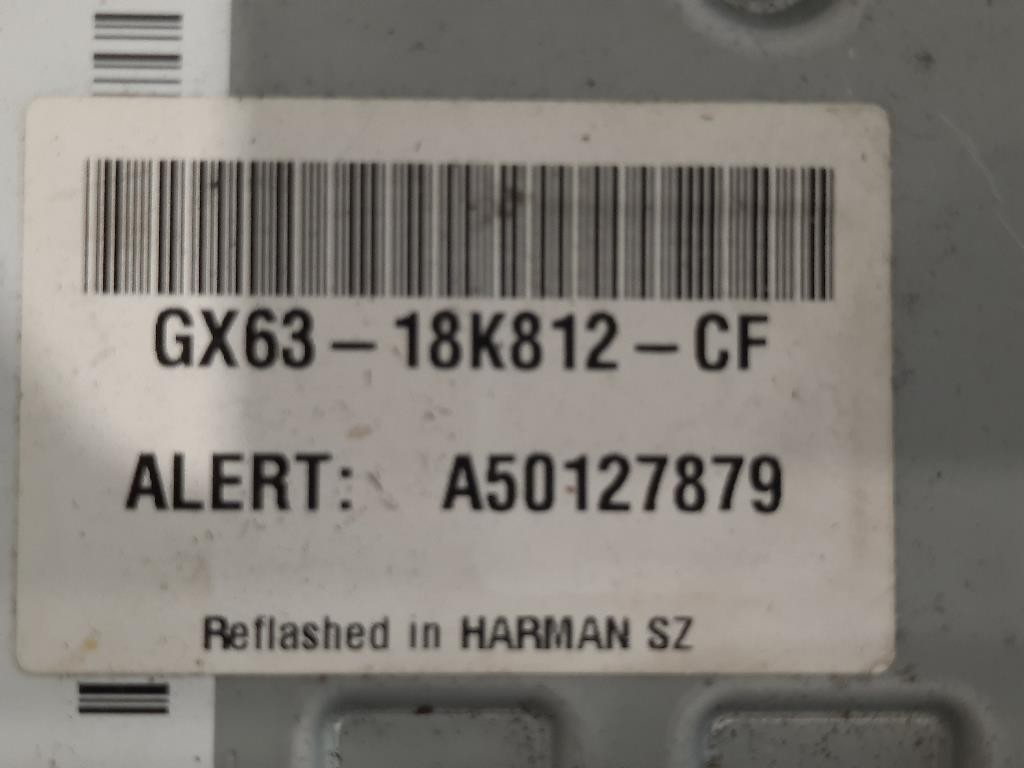 GX63-18K812-CF
ALERT: A50127879
Reflashed in HARMAN SZ